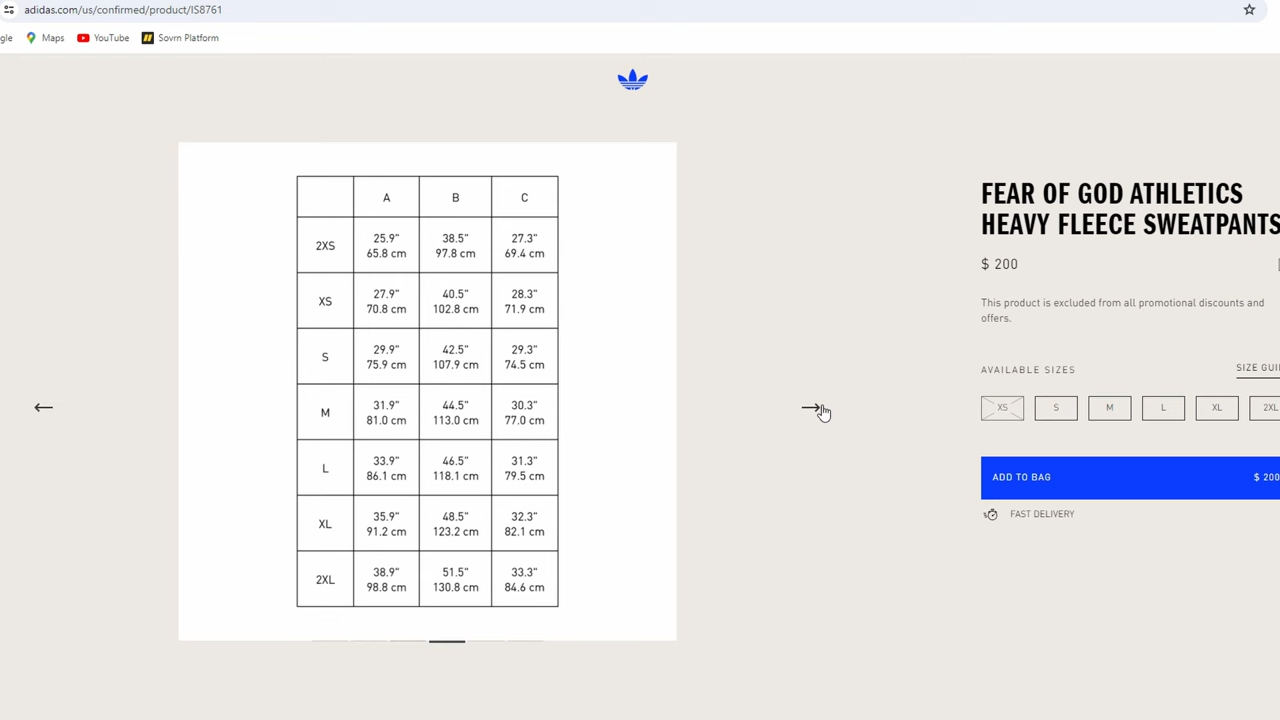 adidas.com/us/confirmed/product/IS8761
gle Maps YouTube Sovrn Platform
A B C
2XS 25.9" 38.5" 27.3"
65.8 cm 97.8 cm 69.4 cm
XS 27.9" 40.5" 28.3"
70.8 cm 102.8 cm 71.9 cm
S 29.9" 42.5" 29.3"
75.9 cm 107.9 cm 74.5 cm
M 31.9" 44.5" 30.3"
81.0 cm 113.0 cm 77.0 cm
L 33.9" 46.5" 31.3"
86.1 cm 118.1 cm 79.5 cm
XL 35.9" 48.5" 32.3"
91.2 cm 123.2 cm 82.1 cm
2XL 38.9" 51.5" 33.3"
98.8 cm 130.8 cm 84.6 cm
FEAR OF GOD ATHLETICS
HEAVY FLEECE SWEATPANTS
$ 200
This product is excluded from all promotional discounts and
offers.
AVAILABLE SIZES SIZE GUI
XS S M L XL 2XL
ADD TO BAG $ 200
FAST DELIVERY